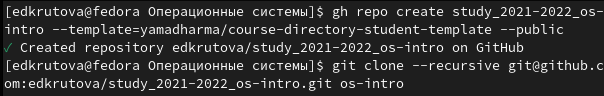 [edkrutova@fedora Операционные системы]$ gh repo create study_2021-2022_os-
intro --template=yamadharma/course-directory-student-template --public
✓ Created repository edkrutova/study_2021-2022_os-intro on GitHub
[edkrutova@fedora Операционные системы]$ git clone --recursive git@github.c
om:edkrutova/study_2021-2022_os-intro.git os-intro